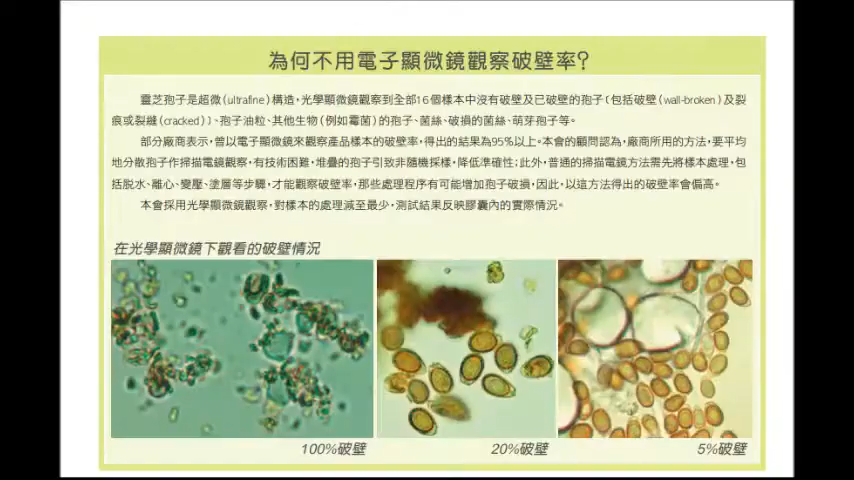 為何不用電子顯微鏡觀察破壁率?
靈芝孢子是超微(ultrafine)構造，光學顯微鏡觀察到全部16個樣本中沒有破壁及已破壁的孢子〔包括破壁(wall-broken)及裂
痕或裂縫(cracked)〕、孢子油粒、其他生物(例如霉菌)的孢子、菌絲、破損的菌絲、萌芽孢子等。
部分廠商表示，曾以電子顯微鏡來觀察產品樣本的破壁率，得出的結果為95%以上。本會的顧問認為，廠商所用的方法，要平均
地分散孢子作掃描電鏡觀察，有技術困難，堆疊的孢子引致非隨機採樣，降低準確性；此外，普通的掃描電鏡方法需先將樣本處理，包
括脫水、離心、變壓、塗層等步驟，才能觀察破壁率，那些處理程序有可能增加孢子破損，因此，以這方法得出的破壁率會偏高。
本會採用光學顯微鏡觀察，對樣本的處理減至最少，測試結果反映膠囊內的實際情況。
在光學顯微鏡下觀看的破壁情況
100%破壁
20%破壁
5%破壁